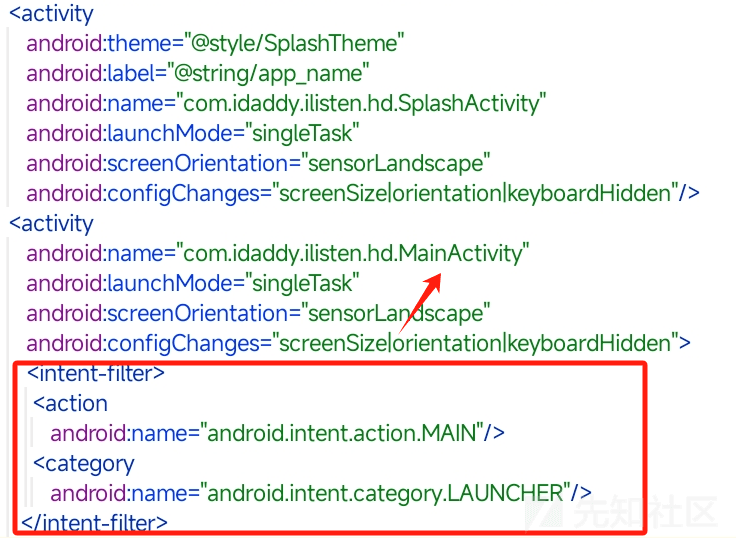 <activity
android:theme="@style/SplashTheme"
android:label="@string/app_name"
android:name="com.idaddy.ilisten.hd.SplashActivity"
android:launchMode="singleTask"
android:screenOrientation="sensorLandscape"
android:configChanges="screenSize|orientation|keyboardHidden"/>
<activity
android:name="com.idaddy.ilisten.hd.MainActivity"
android:launchMode="singleTask"
android:screenOrientation="sensorLandscape"
android:configChanges="screenSize|orientation|keyboardHidden">
<intent-filter>
<action
android:name="android.intent.action.MAIN"/>
<category
android:name="android.intent.category.LAUNCHER"/>
</intent-filter>
先知社区